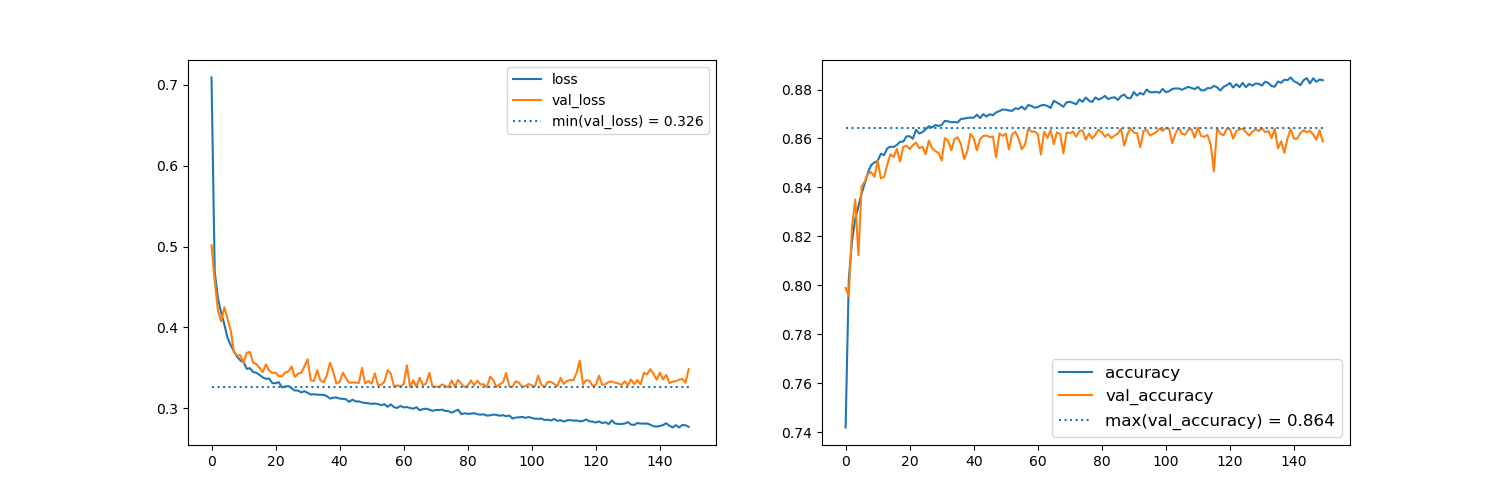 0.7
0.6
0.5
0.4
0.3
0 20 40 60 80 100 120 140
loss
val_loss
min(val_loss) = 0.326
0.88
0.86
0.84
0.82
0.80
0.78
0.76
0.74
0 20 40 60 80 100 120 140
accuracy
val_accuracy
max(val_accuracy) = 0.864